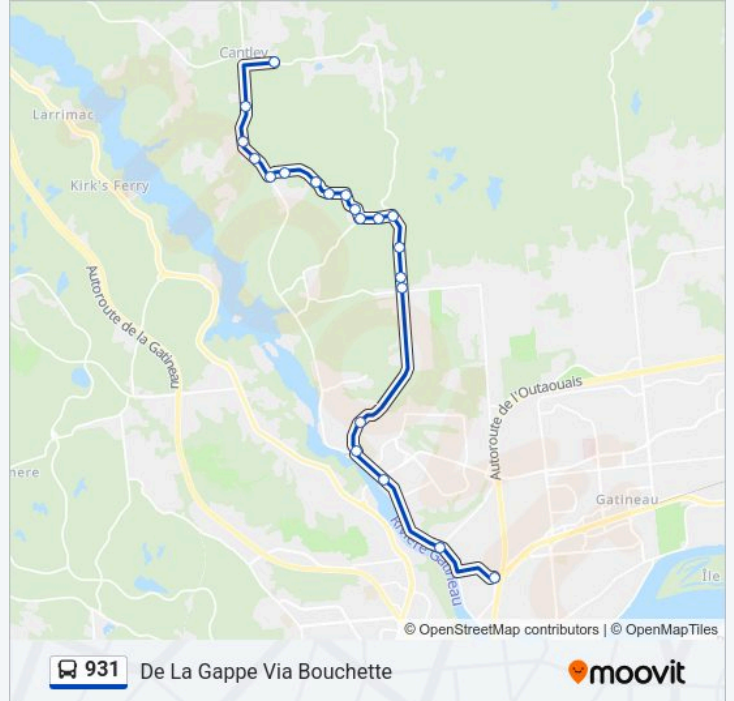 Cantley
Larrimac
Kirk's Ferry
Autoroute de la Gatineau
Autoroute de l'Outaouais
nere
Gatineau
Rivière Gatineau
Île
© OpenStreetMap contributors | © OpenMapTiles
931 De La Gappe Via Bouchette
moovit